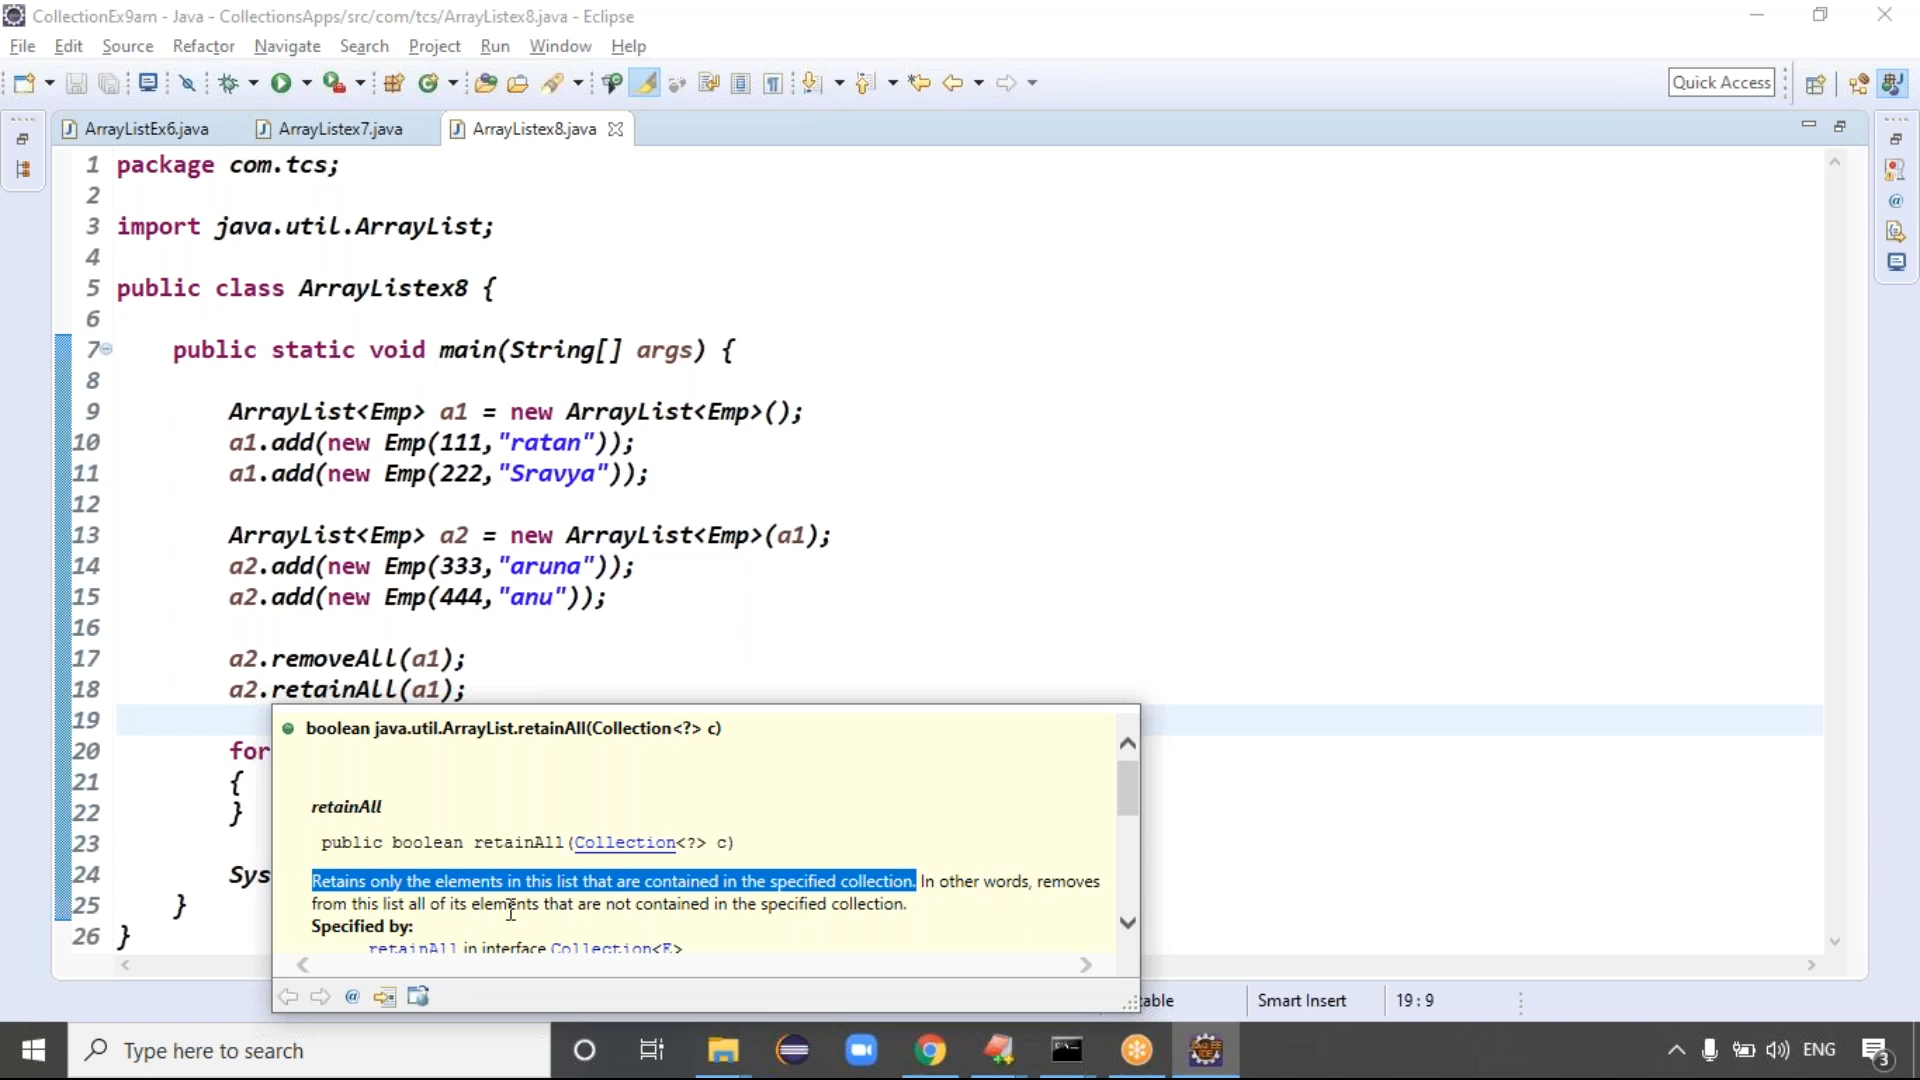 CollectionEx9am - Java - CollectionsApps/src/com/tcs/ArrayListex8.java - Eclipse
File Edit Source Refactor Navigate Search Project Run Window Help
Quick Access
ArrayListEx6.java ArrayListex7.java ArrayListex8.java
1 package com.tcs;
2
3 import java.util.ArrayList;
4
5 public class ArrayListex8 {
6
7 public static void main(String[] args) {
8
9 ArrayList<Emp> a1 = new ArrayList<Emp>();
10 a1.add(new Emp(111,"ratan"));
11 a1.add(new Emp(222,"Sravya"));
12
13 ArrayList<Emp> a2 = new ArrayList<Emp>(a1);
14 a2.add(new Emp(333,"aruna"));
15 a2.add(new Emp(444,"anu"));
16
17 a2.removeAll(a1);
18 a2.retainAll(a1);
19
20 for
21 {
22 }
23
24 Sys
25 }
26 }
boolean java.util.ArrayList.retainAll(Collection<?> c)
retainAll
public boolean retainAll(Collection<?> c)
Retains only the elements in this list that are contained in the specified collection. In other words, removes
from this list all of its elements that are not contained in the specified collection.
Specified by:
retainAll in interface Collection<E>
Smart Insert 19 : 9
Type here to search
ENG
3